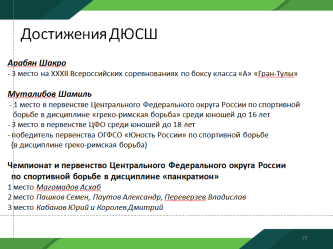 Достижения ДЮСШ
Арабян Шакро
- 3 место на XXXII Всероссийских соревнованиях по боксу класса «А» «Гран-Тулы»
Муталибов Шамиль
- 1 место в первенстве Центрального Федерального округа России по спортивной
борьбе в дисциплине «греко-римская борьба» среди юношей до 16 лет
- 3 место в первенстве ЦФО среди юношей до 18 лет
- победитель первенства ОГФСО «Юность России» по спортивной борьбе
(в дисциплине греко-римская борьба)
Чемпионат и первенство Центрального Федерального округа России
по спортивной борьбе в дисциплине «панкратион»
1 место Магомадов Асхаб
2 место Пашков Семен, Паутов Александр, Переверзев Владислав
3 место Кабанов Юрий и Королев Дмитрий